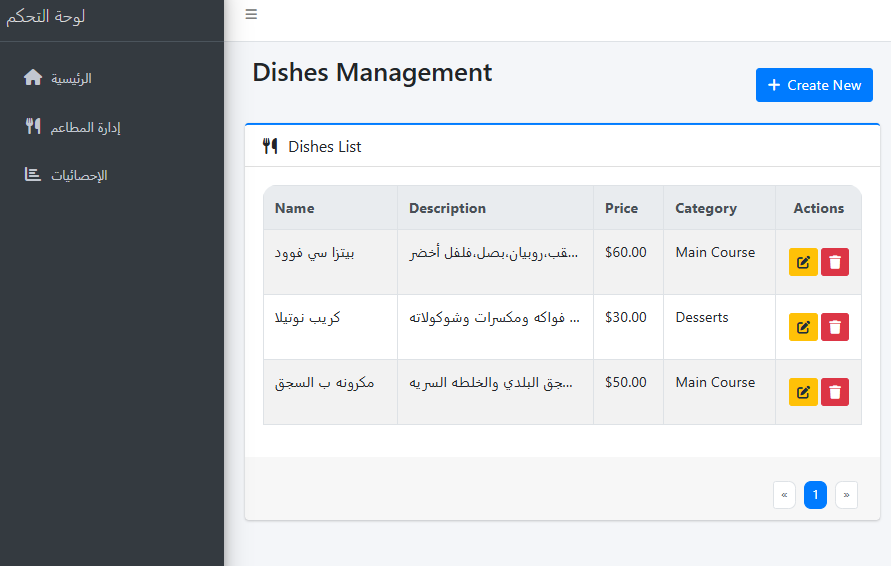 لوحة التحكم
الرئيسية
إدارة المطاعم
الإحصائيات
Dishes Management
Create New
Dishes List
Name Description Price Category Actions
بيتزا سي فوود ...قب،روبيان،بصل،فلفل أخضر $60.00 Main Course
كريب نوتيلا ... فواكه ومكسرات وشوكولاته $30.00 Desserts
مكرونه ب السجق ...جق البلدي والخلطه السريه $50.00 Main Course
« 1 »